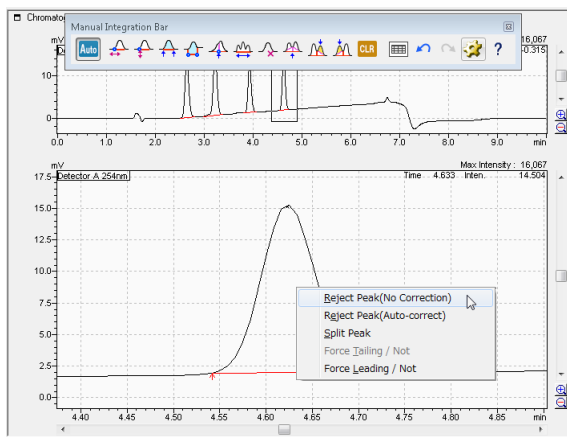 Chromato
Manual Integration Bar
mV
16,067
Auto
CLR
?
-0.315
10
0
0.0 1.0 2.0 3.0 4.0 5.0 6.0 7.0 8.0 9.0 min
mV
Max Intensity : 16,067
17.5 Detector A 254nm Time 4.633 Inten. 14.504
15.0
12.5
10.0
Reject Peak(No Correction)
7.5
Reject Peak(Auto-correct)
Split Peak
5.0
Force Tailing / Not
2.5
Force Leading / Not
0.0
4.40 4.45 4.50 4.55 4.60 4.65 4.70 4.75 4.80 4.85 min